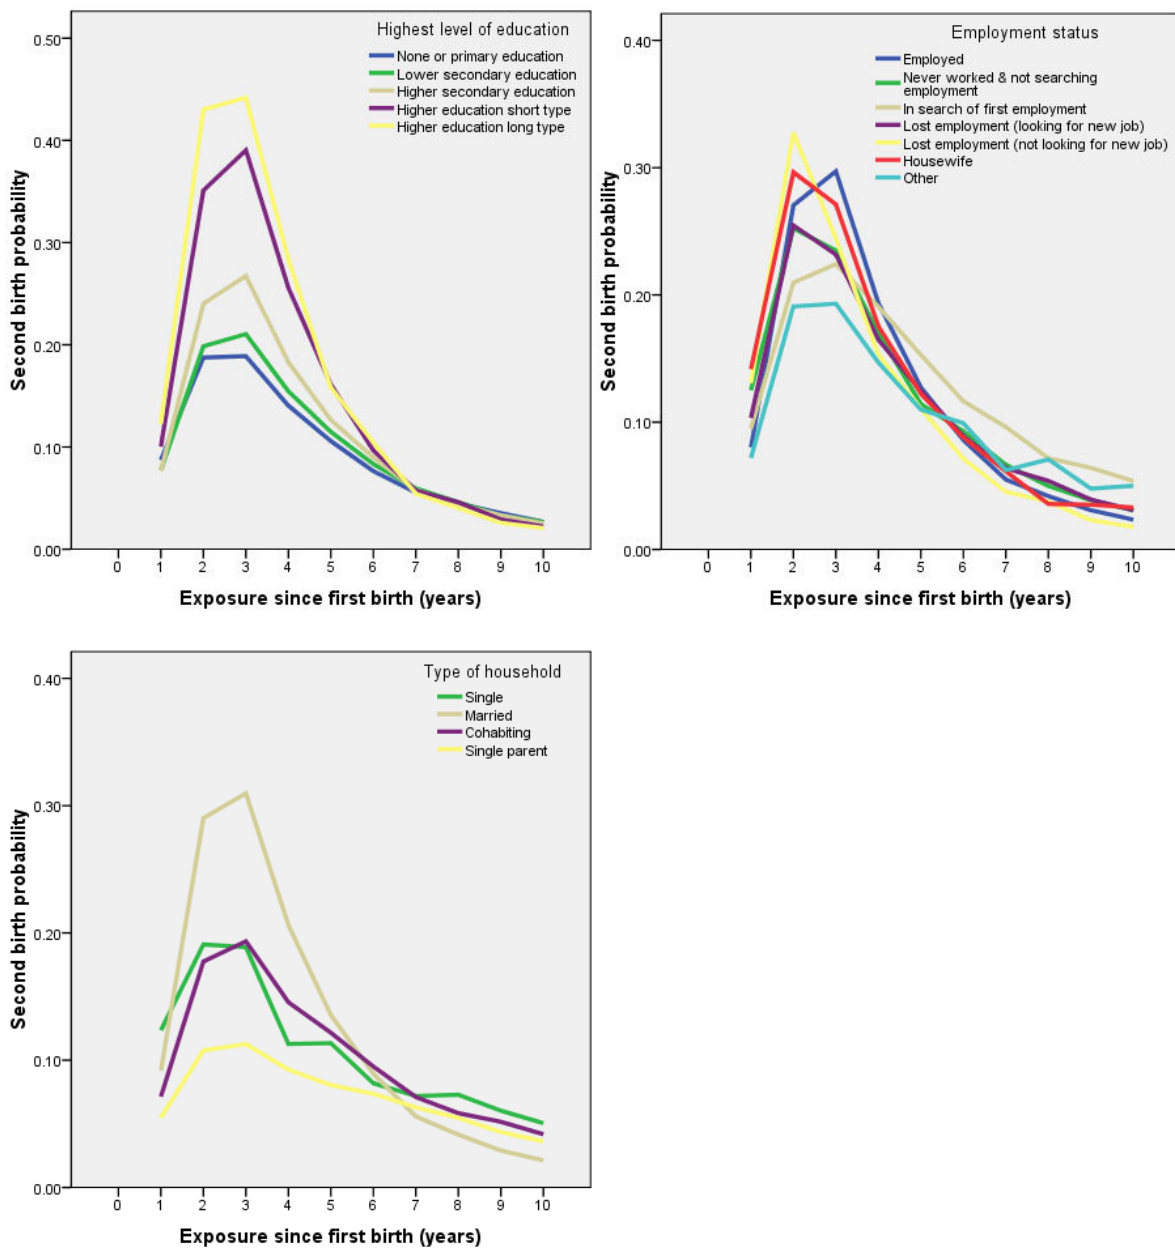 Highest level of education
None or primary education
Lower secondary education
Higher secondary education
Higher education short type
Higher education long type
Second birth probability
0.50
0.40
0.30
0.20
0.10
0.00
0 1 2 3 4 5 6 7 8 9 10
Exposure since first birth (years)
Employment status
Employed
Never worked & not searching
employment
In search of first employment
Lost employment (looking for new job)
Lost employment (not looking for new job)
Housewife
Other
Second birth probability
0.40
0.30
0.20
0.10
0.00
0 1 2 3 4 5 6 7 8 9 10
Exposure since first birth (years)
Type of household
Single
Married
Cohabiting
Single parent
Second birth probability
0.40
0.30
0.20
0.10
0.00
0 1 2 3 4 5 6 7 8 9 10
Exposure since first birth (years)